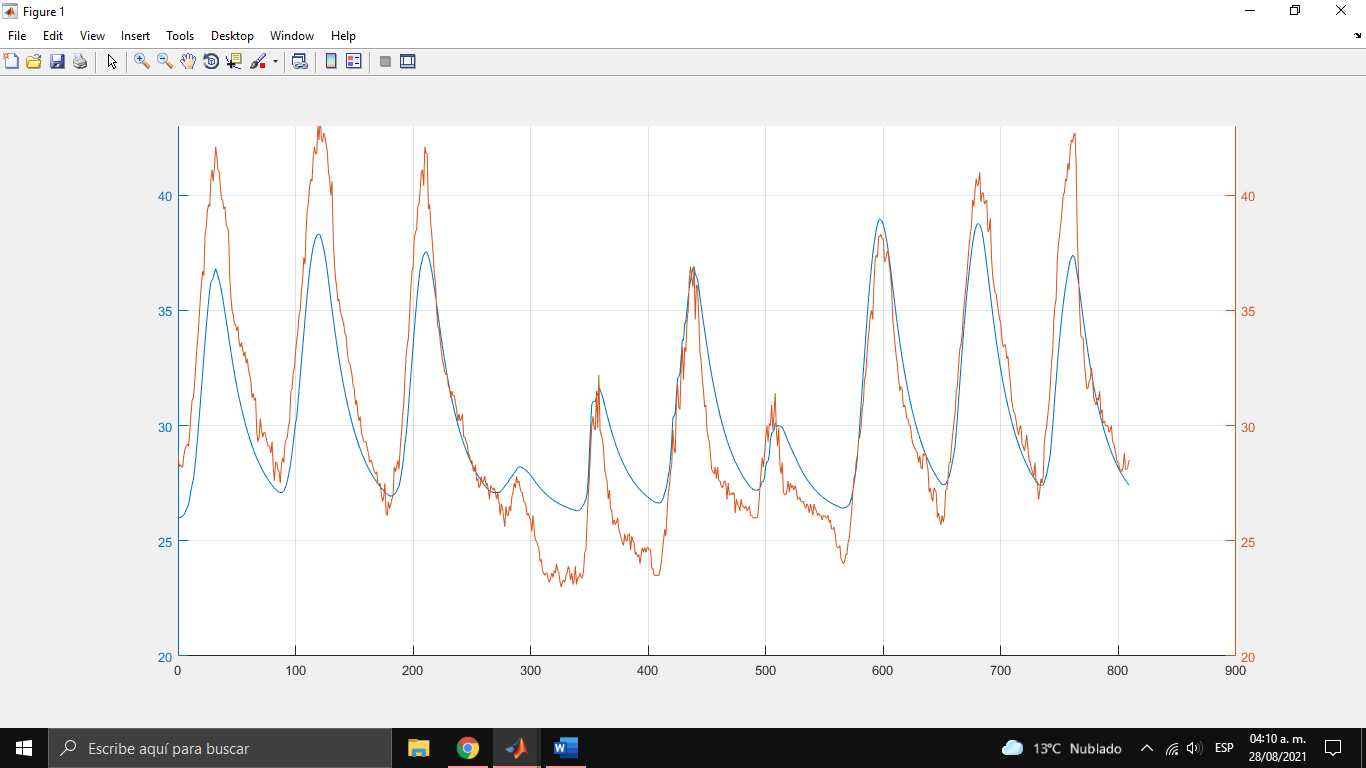 Figure 1
File Edit View Insert Tools Desktop Window Help
40 40
35 35
30 30
25 25
20 20
0 100 200 300 400 500 600 700 800 900
Escribe aquí para buscar
13°C Nublado
ESP
04:10 a. m.
28/08/2021